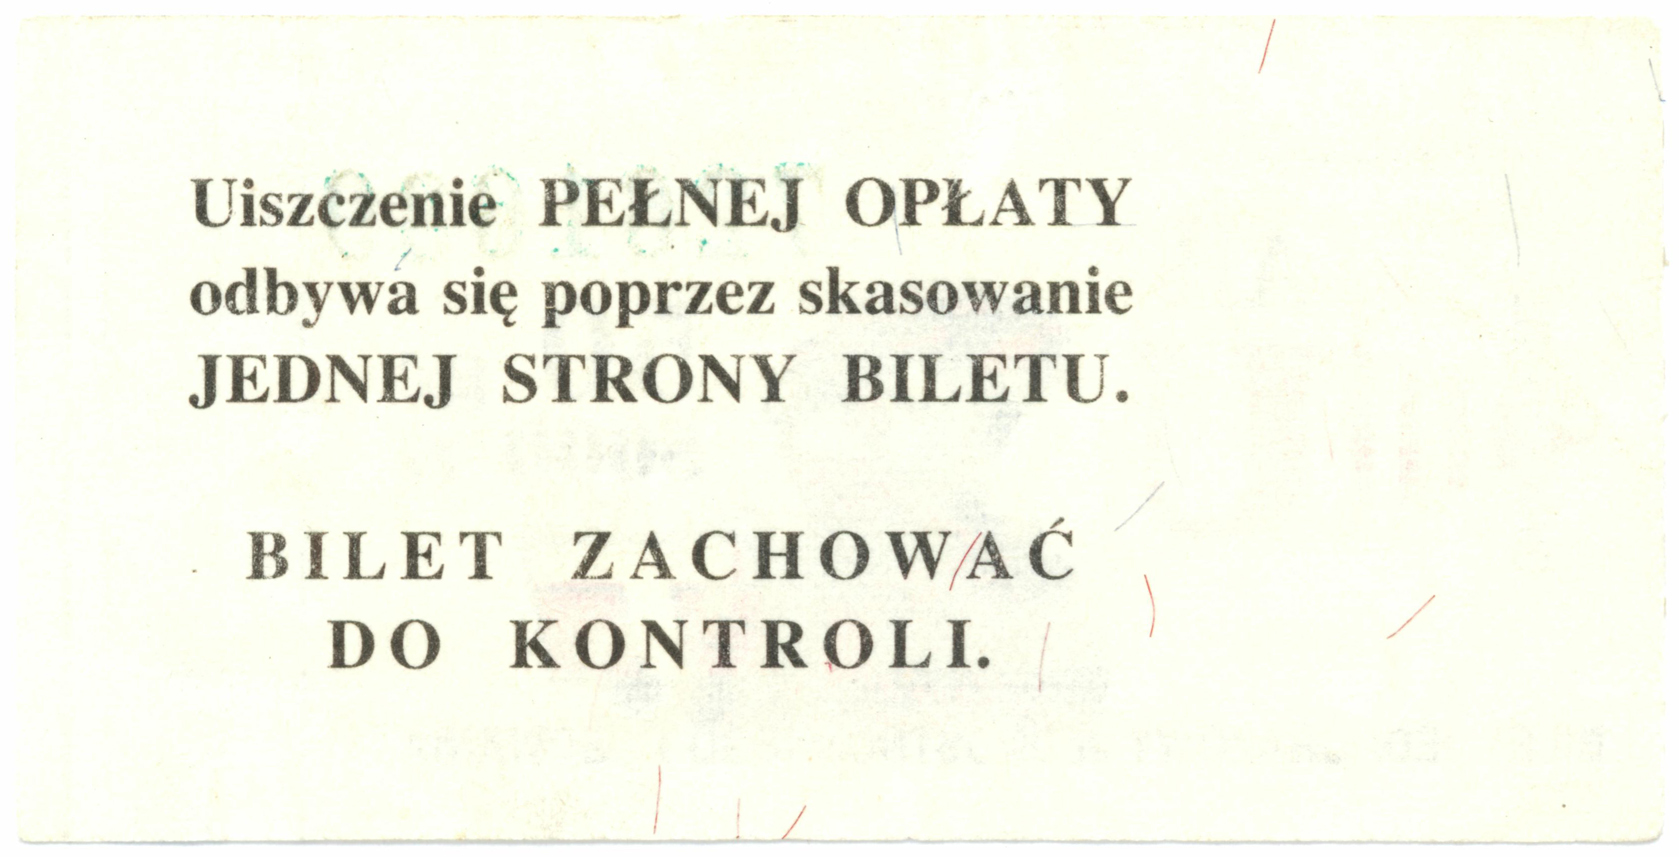 Uiszczenie PEŁNEJ OPŁATY
odbywa się poprzez skasowanie
JEDNEJ STRONY BILETU.
BILET ZACHOWAĆ
DO KONTROLI.